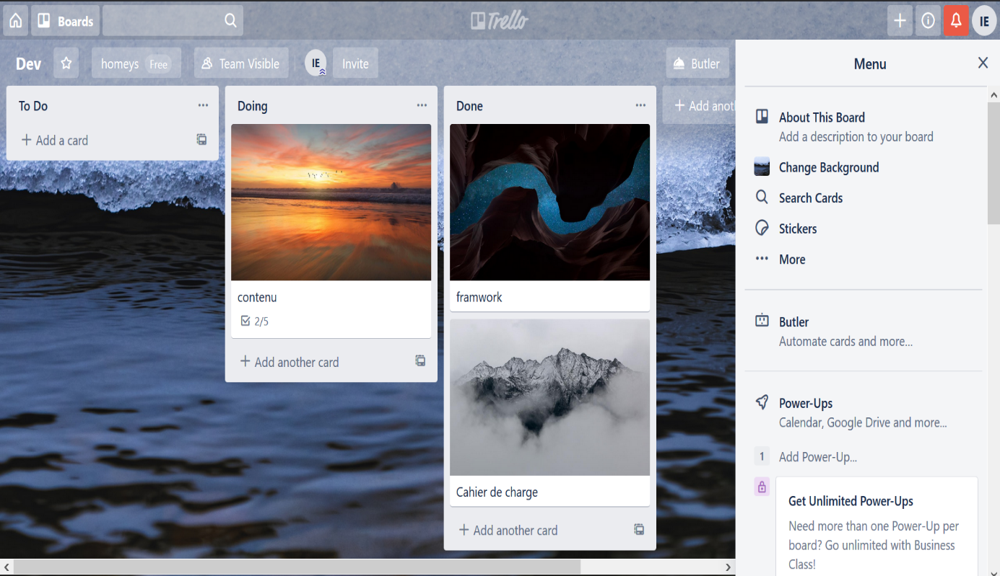 Boards
Trello
IE
Dev
homeys Free
Team Visible
IE
Invite
Butler
To Do
Add a card
Doing
contenu
2/5
Add another card
Done
framwork
Cahier de charge
Add another card
Add anot
Menu
About This Board
Add a description to your board
Change Background
Search Cards
Stickers
More
Butler
Automate cards and more...
Power-Ups
Calendar, Google Drive and more...
1 Add Power-Up...
Get Unlimited Power-Ups
Need more than one Power-Up per
board? Go unlimited with Business
Class!